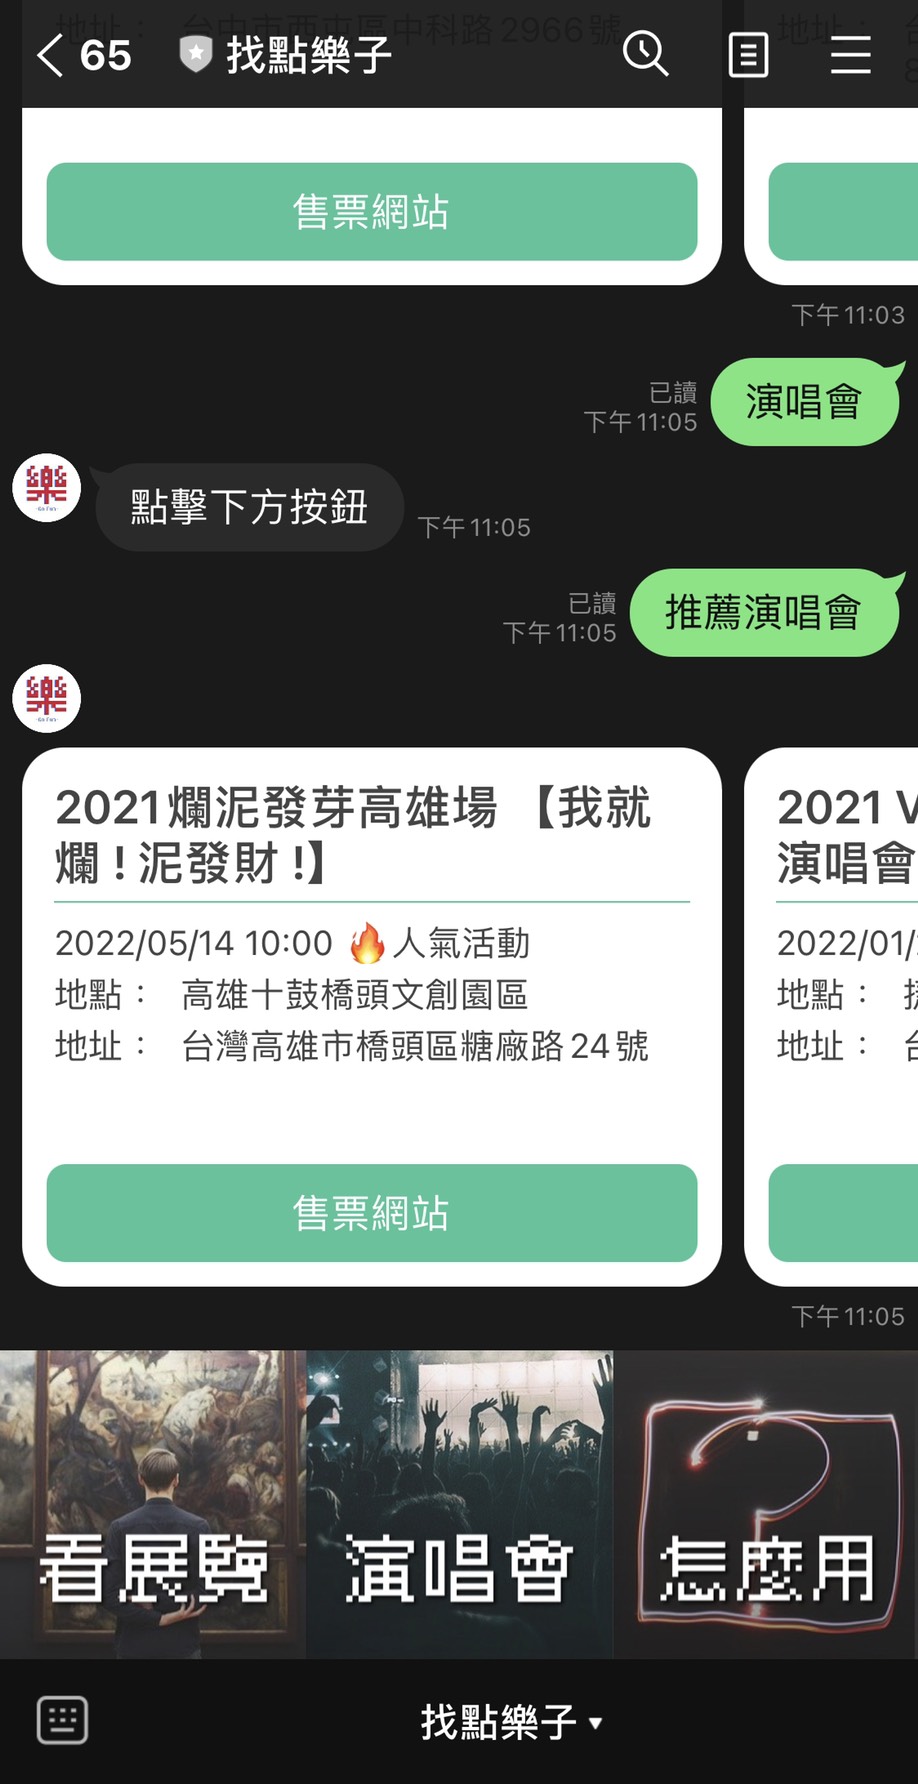 地址： 台中市西屯區中科路2966號
地址：
65
找點樂子
售票網站
下午11:03
已讀
下午11:05
演唱會
樂
點擊下方按鈕
下午11:05
已讀
下午11:05
推薦演唱會
樂
2021爛泥發芽高雄場 【我就
爛！泥發財！】
2022/05/14 10:00 🔥人氣活動
地點： 高雄十鼓橋頭文創園區
地址： 台灣高雄市橋頭區糖廠路24號
售票網站
2021 V
演唱會
2022/01/
地點：
地址：
下午11:05
看展覽
演唱會
怎麼用
找點樂子▼